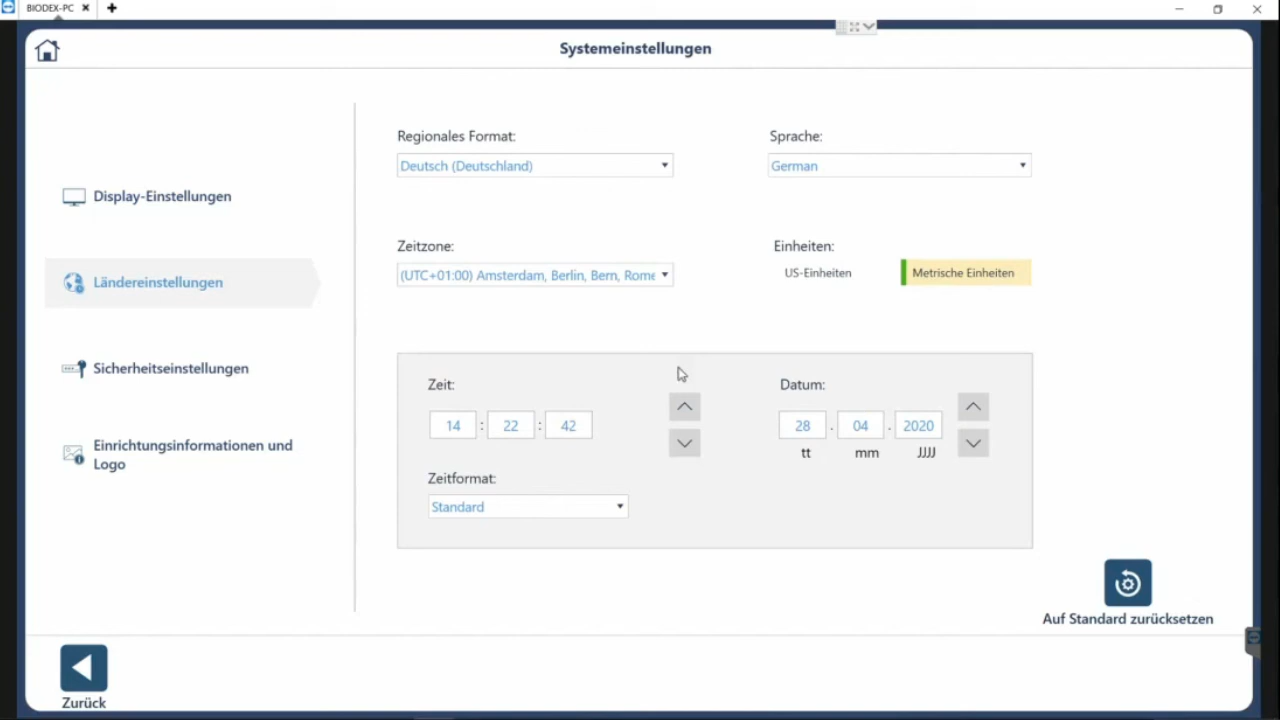 BIODEX-PC
Systemeinstellungen
Regionales Format:
Sprache:
Deutsch (Deutschland)
German
Display-Einstellungen
Zeitzone:
Einheiten:
(UTC+01:00) Amsterdam, Berlin, Bern, Rome
US-Einheiten
Metrische Einheiten
Ländereinstellungen
Sicherheitseinstellungen
Zeit:
Datum:
14 : 22 : 42
28 . 04 . 2020
tt mm JJJJ
Einrichtungsinformationen und
Logo
Zeitformat:
Standard
Auf Standard zurücksetzen
Zurück